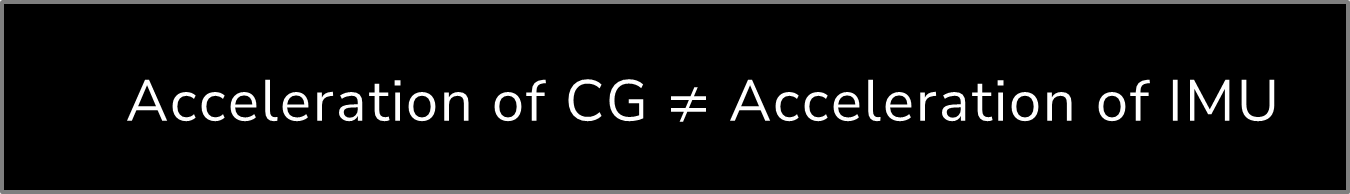 Acceleration of CG ≠ Acceleration of IMU